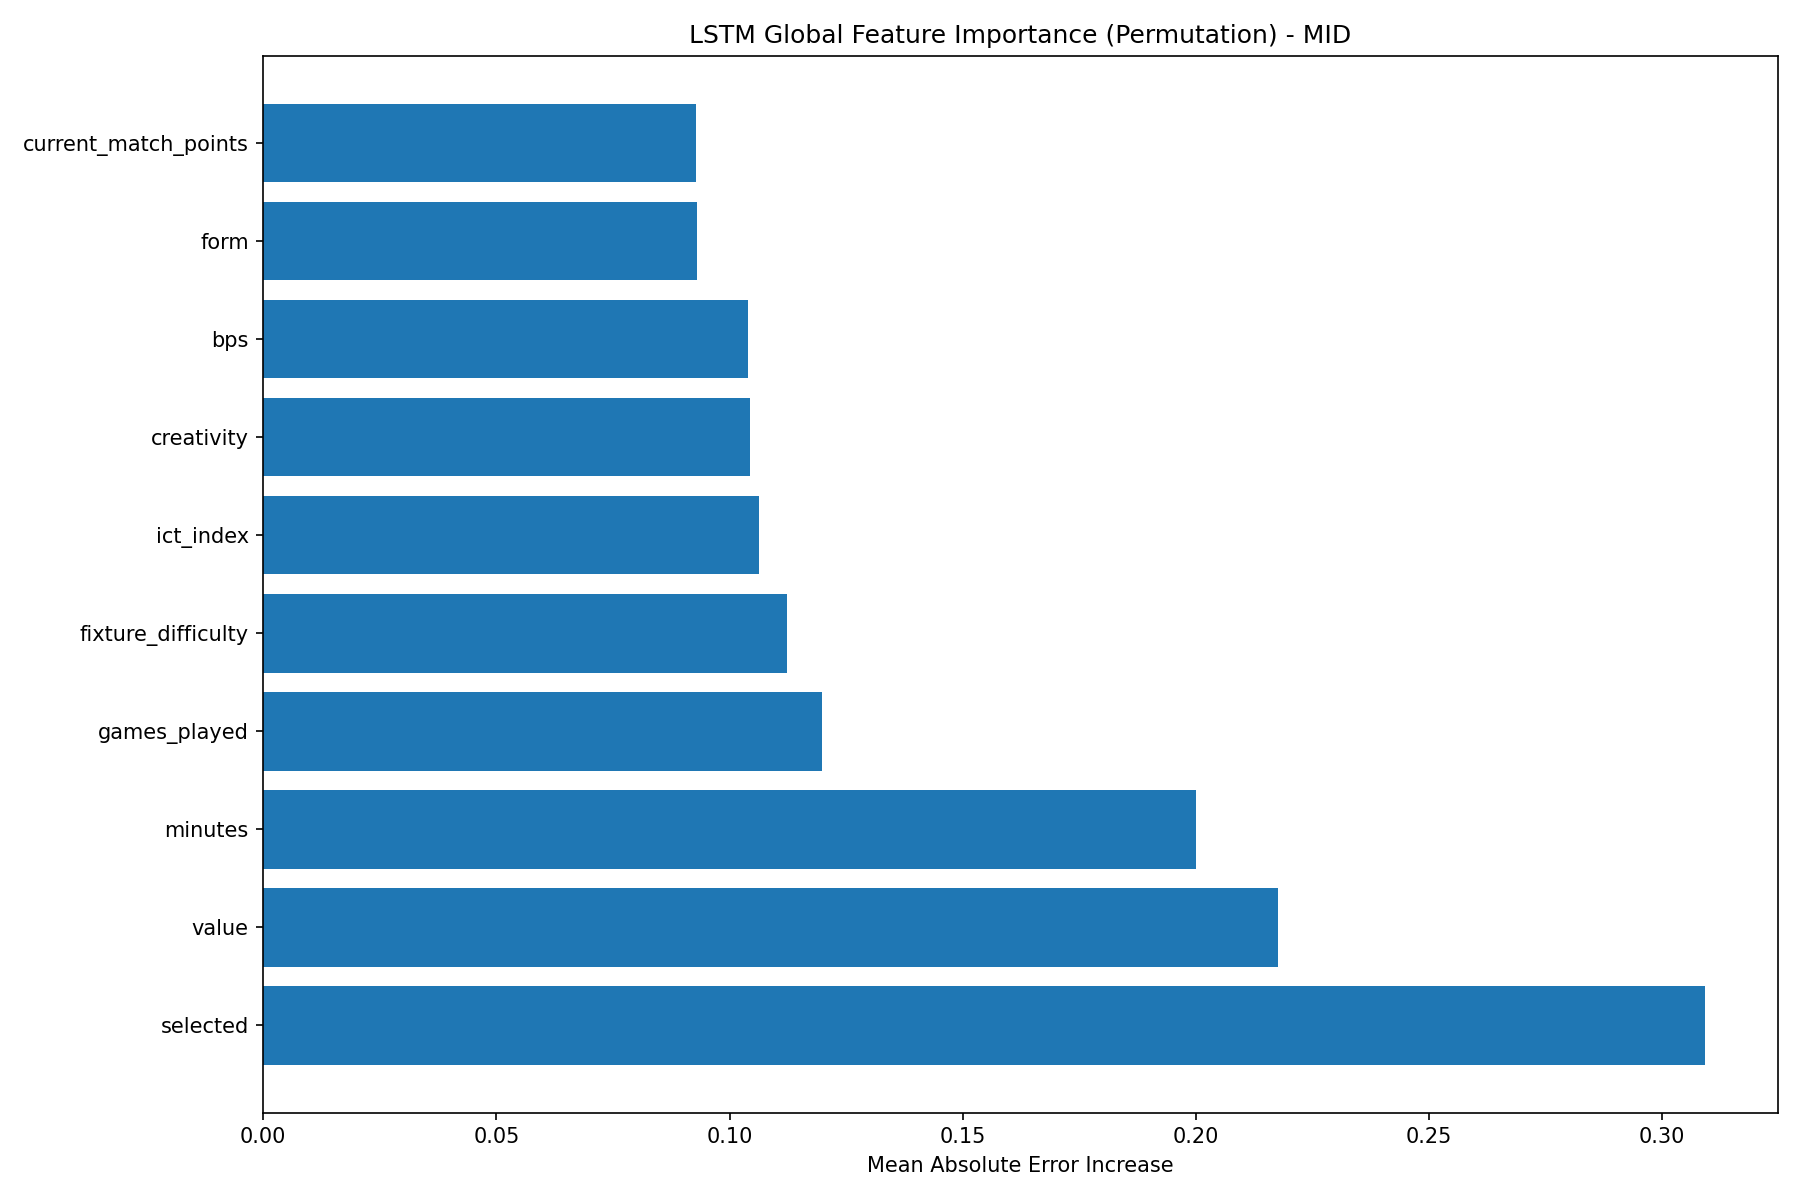 LSTM Global Feature Importance (Permutation) - MID
current_match_points
form
bps
creativity
ict_index
fixture_difficulty
games_played
minutes
value
selected
0.00 0.05 0.10 0.15 0.20 0.25 0.30
Mean Absolute Error Increase